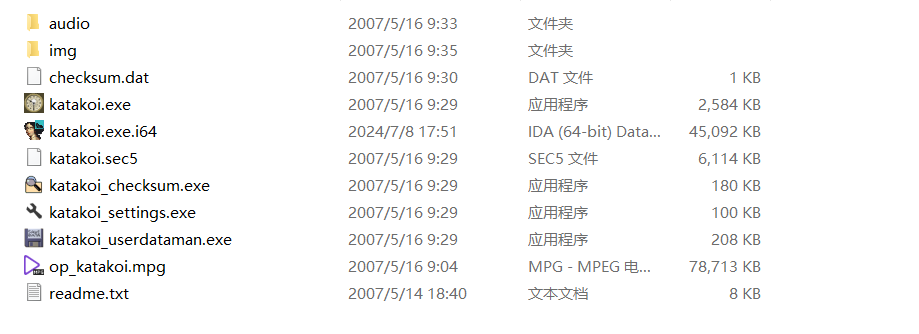 audio 2007/5/16 9:33 文件夹
img 2007/5/16 9:35 文件夹
checksum.dat 2007/5/16 9:30 DAT 文件 1 KB
katakoi.exe 2007/5/16 9:29 应用程序 2,584 KB
katakoi.exe.i64 2024/7/8 17:51 IDA (64-bit) Data... 45,092 KB
katakoi.sec5 2007/5/16 9:29 SEC5 文件 6,114 KB
katakoi_checksum.exe 2007/5/16 9:29 应用程序 180 KB
katakoi_settings.exe 2007/5/16 9:29 应用程序 100 KB
katakoi_userdataman.exe 2007/5/16 9:29 应用程序 208 KB
op_katakoi.mpg 2007/5/16 9:04 MPG - MPEG 电... 78,713 KB
readme.txt 2007/5/14 18:40 文本文档 8 KB